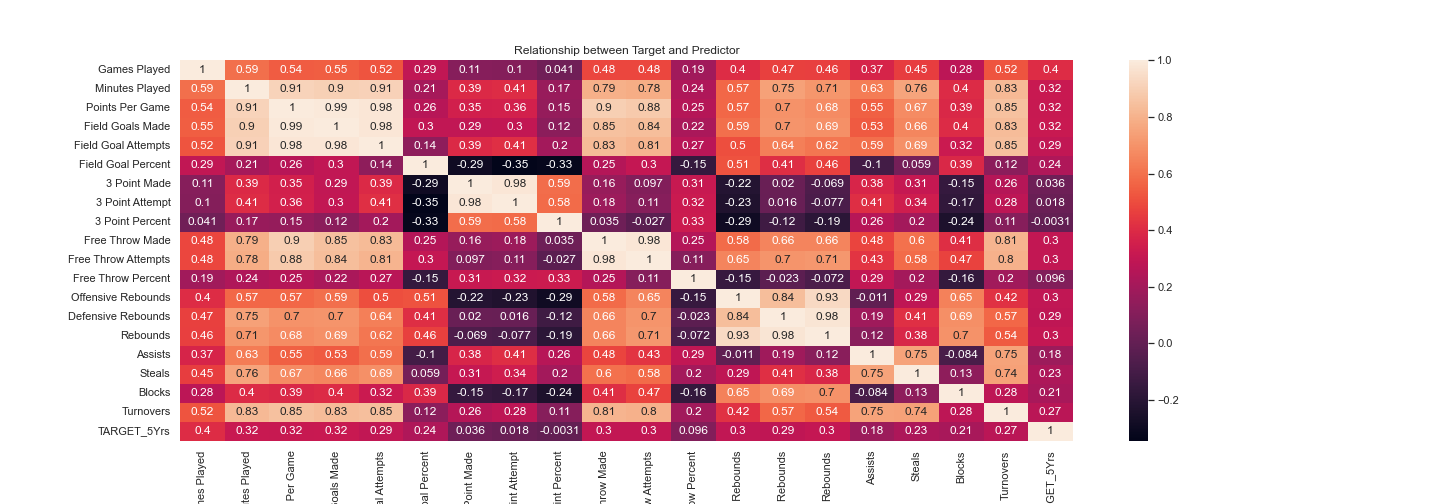 Relationship between Target and Predictor
Games Played 1 0.59 0.54 0.55 0.52 0.29 0.11 0.1 0.041 0.48 0.48 0.19 0.4 0.47 0.46 0.37 0.45 0.28 0.52 0.4
Minutes Played 0.59 1 0.91 0.9 0.91 0.21 0.39 0.41 0.17 0.79 0.78 0.24 0.57 0.75 0.71 0.63 0.76 0.4 0.83 0.32
Points Per Game 0.54 0.91 1 0.99 0.98 0.26 0.35 0.36 0.15 0.9 0.88 0.25 0.57 0.7 0.68 0.55 0.67 0.39 0.85 0.32
Field Goals Made 0.55 0.9 0.99 1 0.98 0.3 0.29 0.3 0.12 0.85 0.84 0.22 0.59 0.7 0.69 0.53 0.66 0.4 0.83 0.32
Field Goal Attempts 0.52 0.91 0.98 0.98 1 0.14 0.39 0.41 0.2 0.83 0.81 0.27 0.5 0.64 0.62 0.59 0.69 0.32 0.85 0.29
Field Goal Percent 0.29 0.21 0.26 0.3 0.14 1 -0.29 -0.35 -0.33 0.25 0.3 -0.15 0.51 0.41 0.46 -0.1 0.059 0.39 0.12 0.24
3 Point Made 0.11 0.39 0.35 0.29 0.39 -0.29 1 0.98 0.59 0.16 0.097 0.31 -0.22 0.02 -0.069 0.38 0.31 -0.15 0.26 0.036
3 Point Attempt 0.1 0.41 0.36 0.3 0.41 -0.35 0.98 1 0.58 0.18 0.11 0.32 -0.23 0.016 -0.077 0.41 0.34 -0.17 0.28 0.018
3 Point Percent 0.041 0.17 0.15 0.12 0.2 -0.33 0.59 0.58 1 0.035 -0.027 0.33 -0.29 -0.12 -0.19 0.26 0.2 -0.24 0.11 -0.0031
Free Throw Made 0.48 0.79 0.9 0.85 0.83 0.25 0.16 0.18 0.035 1 0.98 0.25 0.58 0.66 0.66 0.48 0.6 0.41 0.81 0.3
Free Throw Attempts 0.48 0.78 0.88 0.84 0.81 0.3 0.097 0.11 -0.027 0.98 1 0.11 0.65 0.7 0.71 0.43 0.58 0.47 0.8 0.3
Free Throw Percent 0.19 0.24 0.25 0.22 0.27 -0.15 0.31 0.32 0.33 0.25 0.11 1 -0.15 -0.023 -0.072 0.29 0.2 -0.16 0.2 0.096
Offensive Rebounds 0.4 0.57 0.57 0.59 0.5 0.51 -0.22 -0.23 -0.29 0.58 0.65 -0.15 1 0.84 0.93 -0.011 0.29 0.65 0.42 0.3
Defensive Rebounds 0.47 0.75 0.7 0.7 0.64 0.41 0.02 0.016 -0.12 0.66 0.7 -0.023 0.84 1 0.98 0.19 0.41 0.69 0.57 0.29
Rebounds 0.46 0.71 0.68 0.69 0.62 0.46 -0.069 -0.077 -0.19 0.66 0.71 -0.072 0.93 0.98 1 0.12 0.38 0.7 0.54 0.3
Assists 0.37 0.63 0.55 0.53 0.59 -0.1 0.38 0.41 0.26 0.48 0.43 0.29 -0.011 0.19 0.12 1 0.75 -0.084 0.75 0.18
Steals 0.45 0.76 0.67 0.66 0.69 0.059 0.31 0.34 0.2 0.6 0.58 0.2 0.29 0.41 0.38 0.75 1 0.13 0.74 0.23
Blocks 0.28 0.4 0.39 0.4 0.32 0.39 -0.15 -0.17 -0.24 0.41 0.47 -0.16 0.65 0.69 0.7 -0.084 0.13 1 0.28 0.21
Turnovers 0.52 0.83 0.85 0.83 0.85 0.12 0.26 0.28 0.11 0.81 0.8 0.2 0.42 0.57 0.54 0.75 0.74 0.28 1 0.27
TARGET_5Yrs 0.4 0.32 0.32 0.32 0.29 0.24 0.036 0.018 -0.0031 0.3 0.3 0.096 0.3 0.29 0.3 0.18 0.23 0.21 0.27 1
mes Played
tes Played
Per Game
oals Made
al Attempts
oal Percent
Point Made
int Attempt
int Percent
hrow Made
w Attempts
ow Percent
Rebounds
Rebounds
Rebounds
Assists
Steals
Blocks
Turnovers
GET_5Yrs
1.0
0.8
0.6
0.4
0.2
0.0
−0.2